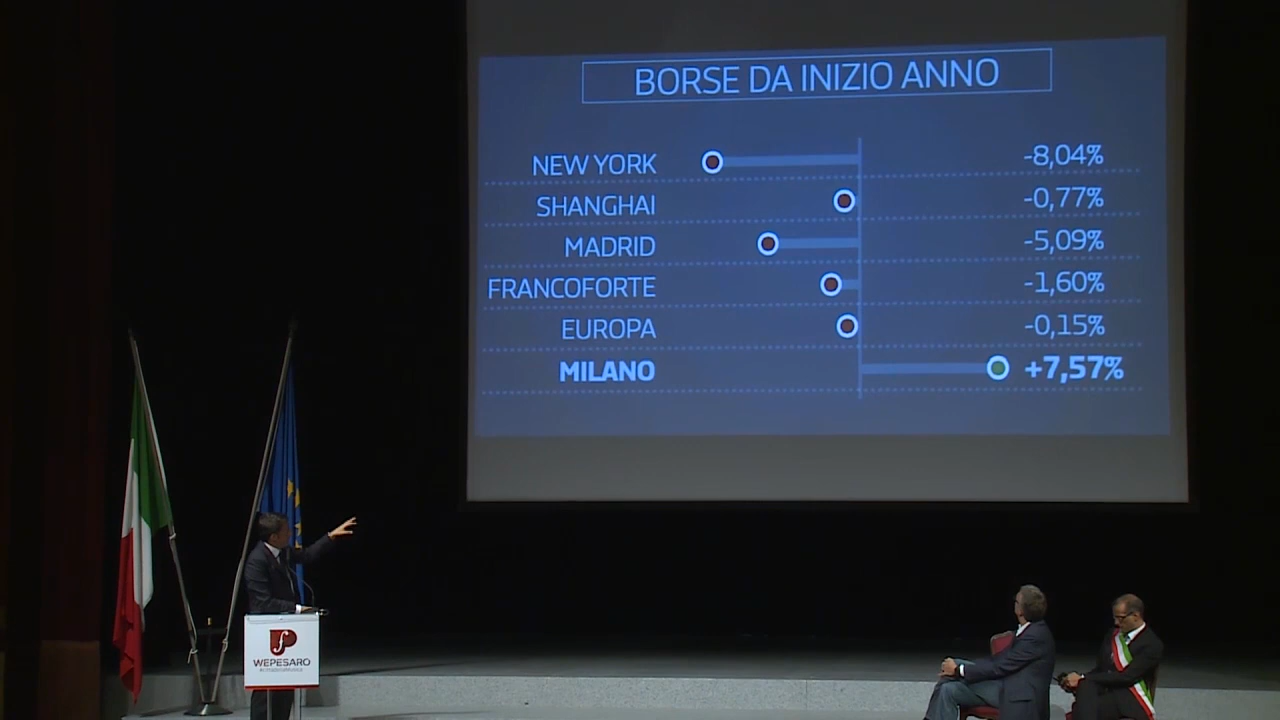 BORSE DA INIZIO ANNO
NEW YORK -8,04%
SHANGHAI -0,77%
MADRID -5,09%
FRANCOFORTE -1,60%
EUROPA -0,15%
MILANO +7,57%
WEPESARO